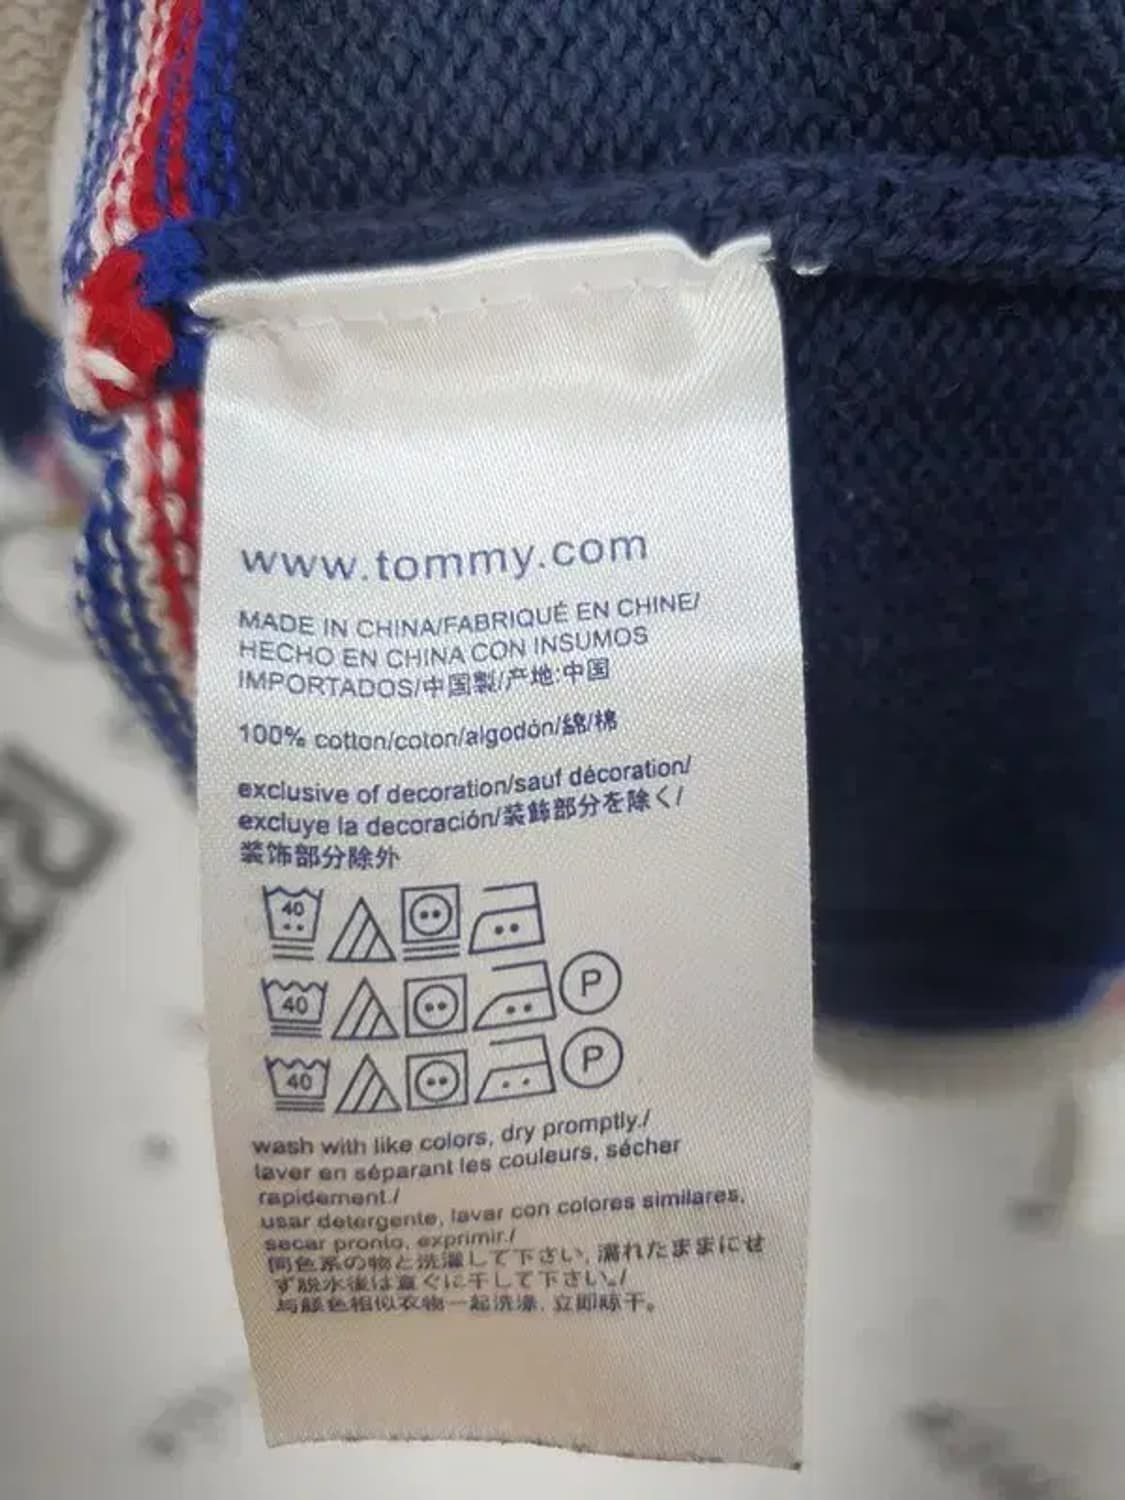 www.tommy.com
MADE IN CHINA/FABRIQUÉ EN CHINE/
HECHO EN CHINA CON INSUMOS
IMPORTADOS/中国製/产地:中国
100% cotton/coton/algodón/綿/棉
exclusive of decoration/sauf décoration/
excluye la decoración/装飾部分を除く/
装饰部分除外
40
40 P
40 P
wash with like colors, dry promptly./
laver en séparant les couleurs, sécher
rapidement./
usar detergente, lavar con colores similares,
secar pronto, exprimir./
同色系の物と洗濯して下さい, 濡れたままにせ
ず脱水後は直ぐに干して下さい./
与颜色相似衣物一起洗涤, 立即晾干。